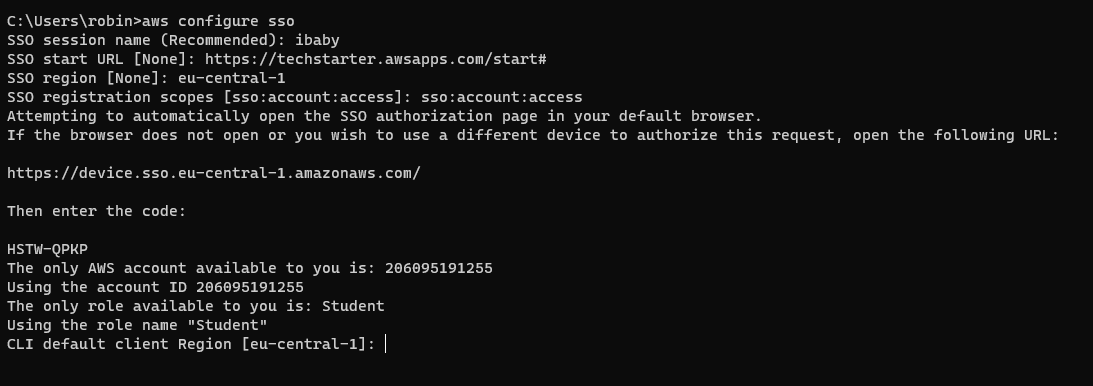 C:\Users\robin>aws configure sso
SSO session name (Recommended): ibaby
SSO start URL [None]: https://techstarter.awsapps.com/start#
SSO region [None]: eu-central-1
SSO registration scopes [sso:account:access]: sso:account:access
Attempting to automatically open the SSO authorization page in your default browser.
If the browser does not open or you wish to use a different device to authorize this request, open the following URL:
https://device.sso.eu-central-1.amazonaws.com/
Then enter the code:
HSTW-QPKP
The only AWS account available to you is: 206095191255
Using the account ID 206095191255
The only role available to you is: Student
Using the role name "Student"
CLI default client Region [eu-central-1]: